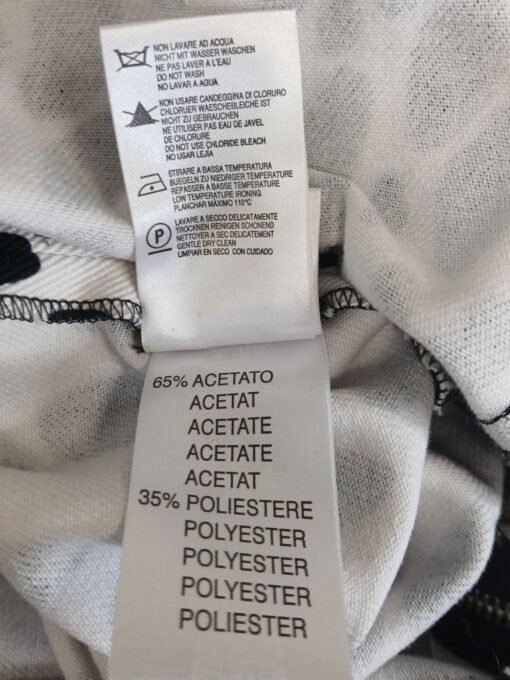 NON LAVARE AD ACQUA
NICHT MIT WASSER WASCHEN
NE PAS LAVER A L'EAU
DO NOT WASH
NO LAVAR A AGUA
NON USARE CANDEGGINA DI CLORURO
CHLORUER WAESCHEBLEICHE IST
NICHT ZU GEBRAUCHEN
NE UTILISER PAS EAU DE JAVEL
DE CHLORURE
DO NOT USE CHLORIDE BLEACH
NO USAR LEJIA
STIRARE A BASSA TEMPERATURA
BUEGELN ZU NIEDRIGER TEMPERATURE
REPASSER A BASSE TEMPERATURE
LOW TEMPERATURE IRONING
PLANCHAR MÁXIMO 110°C
P
LAVARE A SECCO DELICATAMENTE
TROCKNEN REINIGEN SCHONEND
NETTOYER A SEC DELICATEMENT
GENTLE DRY CLEAN
LIMPIAR EN SECO CON CUIDADO
65% ACETATO
ACETAT
ACETATE
ACETATE
ACETAT
35% POLIESTERE
POLYESTER
POLYESTER
POLYESTER
POLIESTER